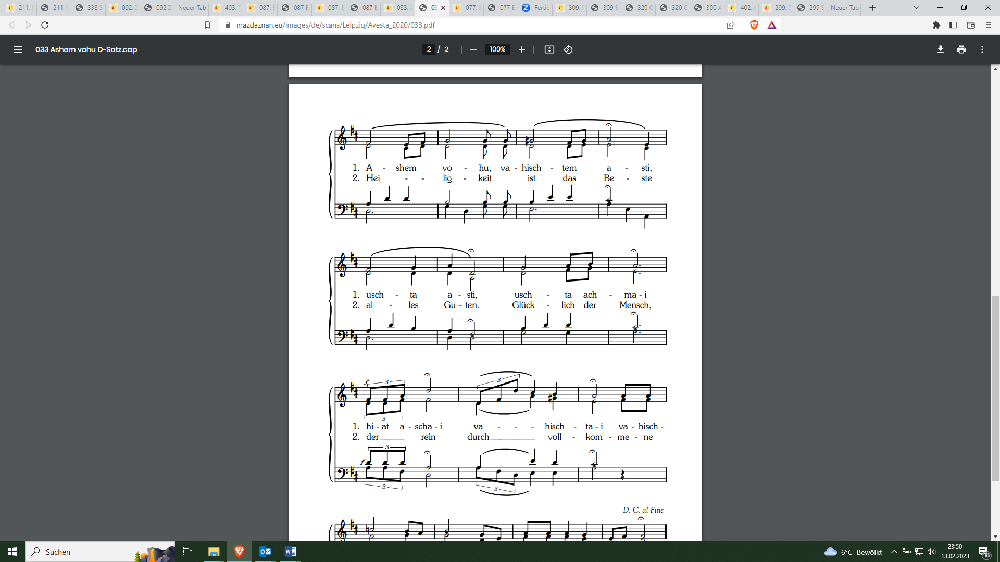 211. 211 N 338 S 092. 092 Z Neuer Tab 403. 087. 087 E 087. 087 E 033. 03 077. 077 B Fertig 309. 309 S 320 G 320 G 300 A 402. 299. 299 S Neuer Tab
mazdaznan.eu/images/de/scans/Leipzig/Avesta_2020/033.pdf
033 Ashem vohu D-Satz.cap 2 / 2 100%
1. A - shem vo - hu, va - hisch - tem a - sti,
2. Hei - - lig - keit ist das Be - ste
1. usch - ta a - sti, usch - ta ach - ma - i
2. al - les Gu - ten. Glück - lich der Mensch,
f 3 3
3
1. hi - at a - scha - i va - - - hisch - ta - i va - hisch -
2. der_____ rein durch_________ voll - kom - me - ne
3
f
3 3
D. C. al Fine
Suchen 6°C Bewölkt 23:50
13.02.2023 18